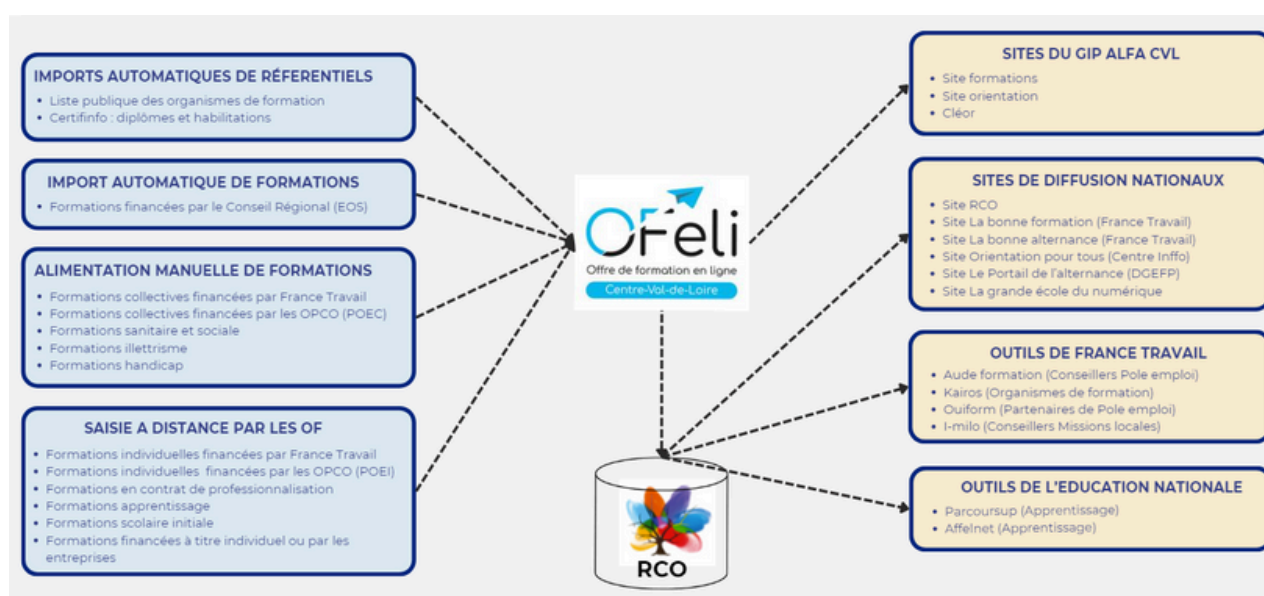 IMPORTS AUTOMATIQUES DE RÉFERENTIELS
• Liste publique des organismes de formation
• Certifinfo : diplômes et habilitations
IMPORT AUTOMATIQUE DE FORMATIONS
• Formations financées par le Conseil Régional (EOS)
ALIMENTATION MANUELLE DE FORMATIONS
• Formations collectives financées par France Travail
• Formations collectives financées par les OPCO (POEC)
• Formations sanitaire et sociale
• Formations illettrisme
• Formations handicap
SAISIE A DISTANCE PAR LES OF
• Formations individuelles financées par France Travail
• Formations individuelles financées par les OPCO (POEI)
• Formations en contrat de professionnalisation
• Formations apprentissage
• Formations scolaire initiale
• Formations financées à titre individuel ou par les
entreprises
OFeli
Offre de formation en ligne
Centre-Val-de-Loire
RCO
SITES DU GIP ALFA CVL
• Site formations
• Site orientation
• Cléor
SITES DE DIFFUSION NATIONAUX
• Site RCO
• Site La bonne formation (France Travail)
• Site La bonne alternance (France Travail)
• Site Orientation pour tous (Centre Inffo)
• Site Le Portail de l'alternance (DGEFP)
• Site La grande école du numérique
OUTILS DE FRANCE TRAVAIL
• Aude formation (Conseillers Pole emploi)
• Kairos (Organismes de formation)
• Ouiform (Partenaires de Pole emploi)
• I-milo (Conseillers Missions locales)
OUTILS DE L'EDUCATION NATIONALE
• Parcoursup (Apprentissage)
• Affelnet (Apprentissage)